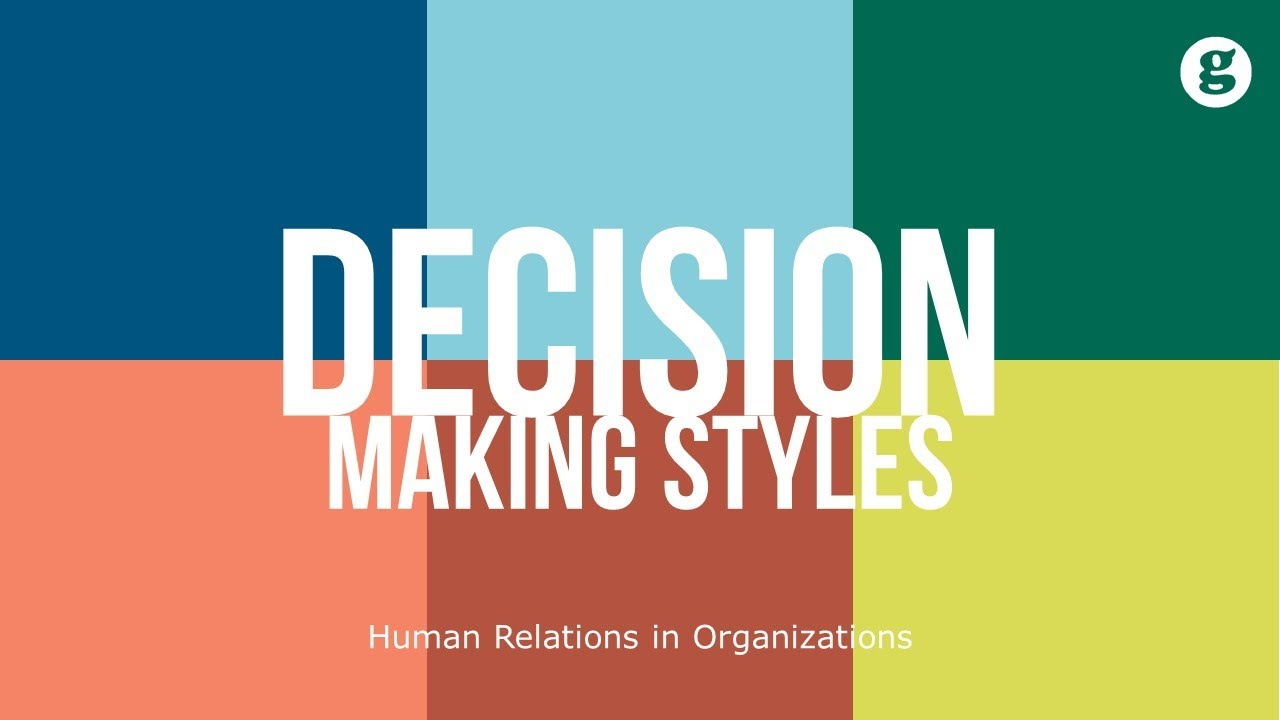 g
DECISION
MAKING STYLES
Human Relations in Organizations